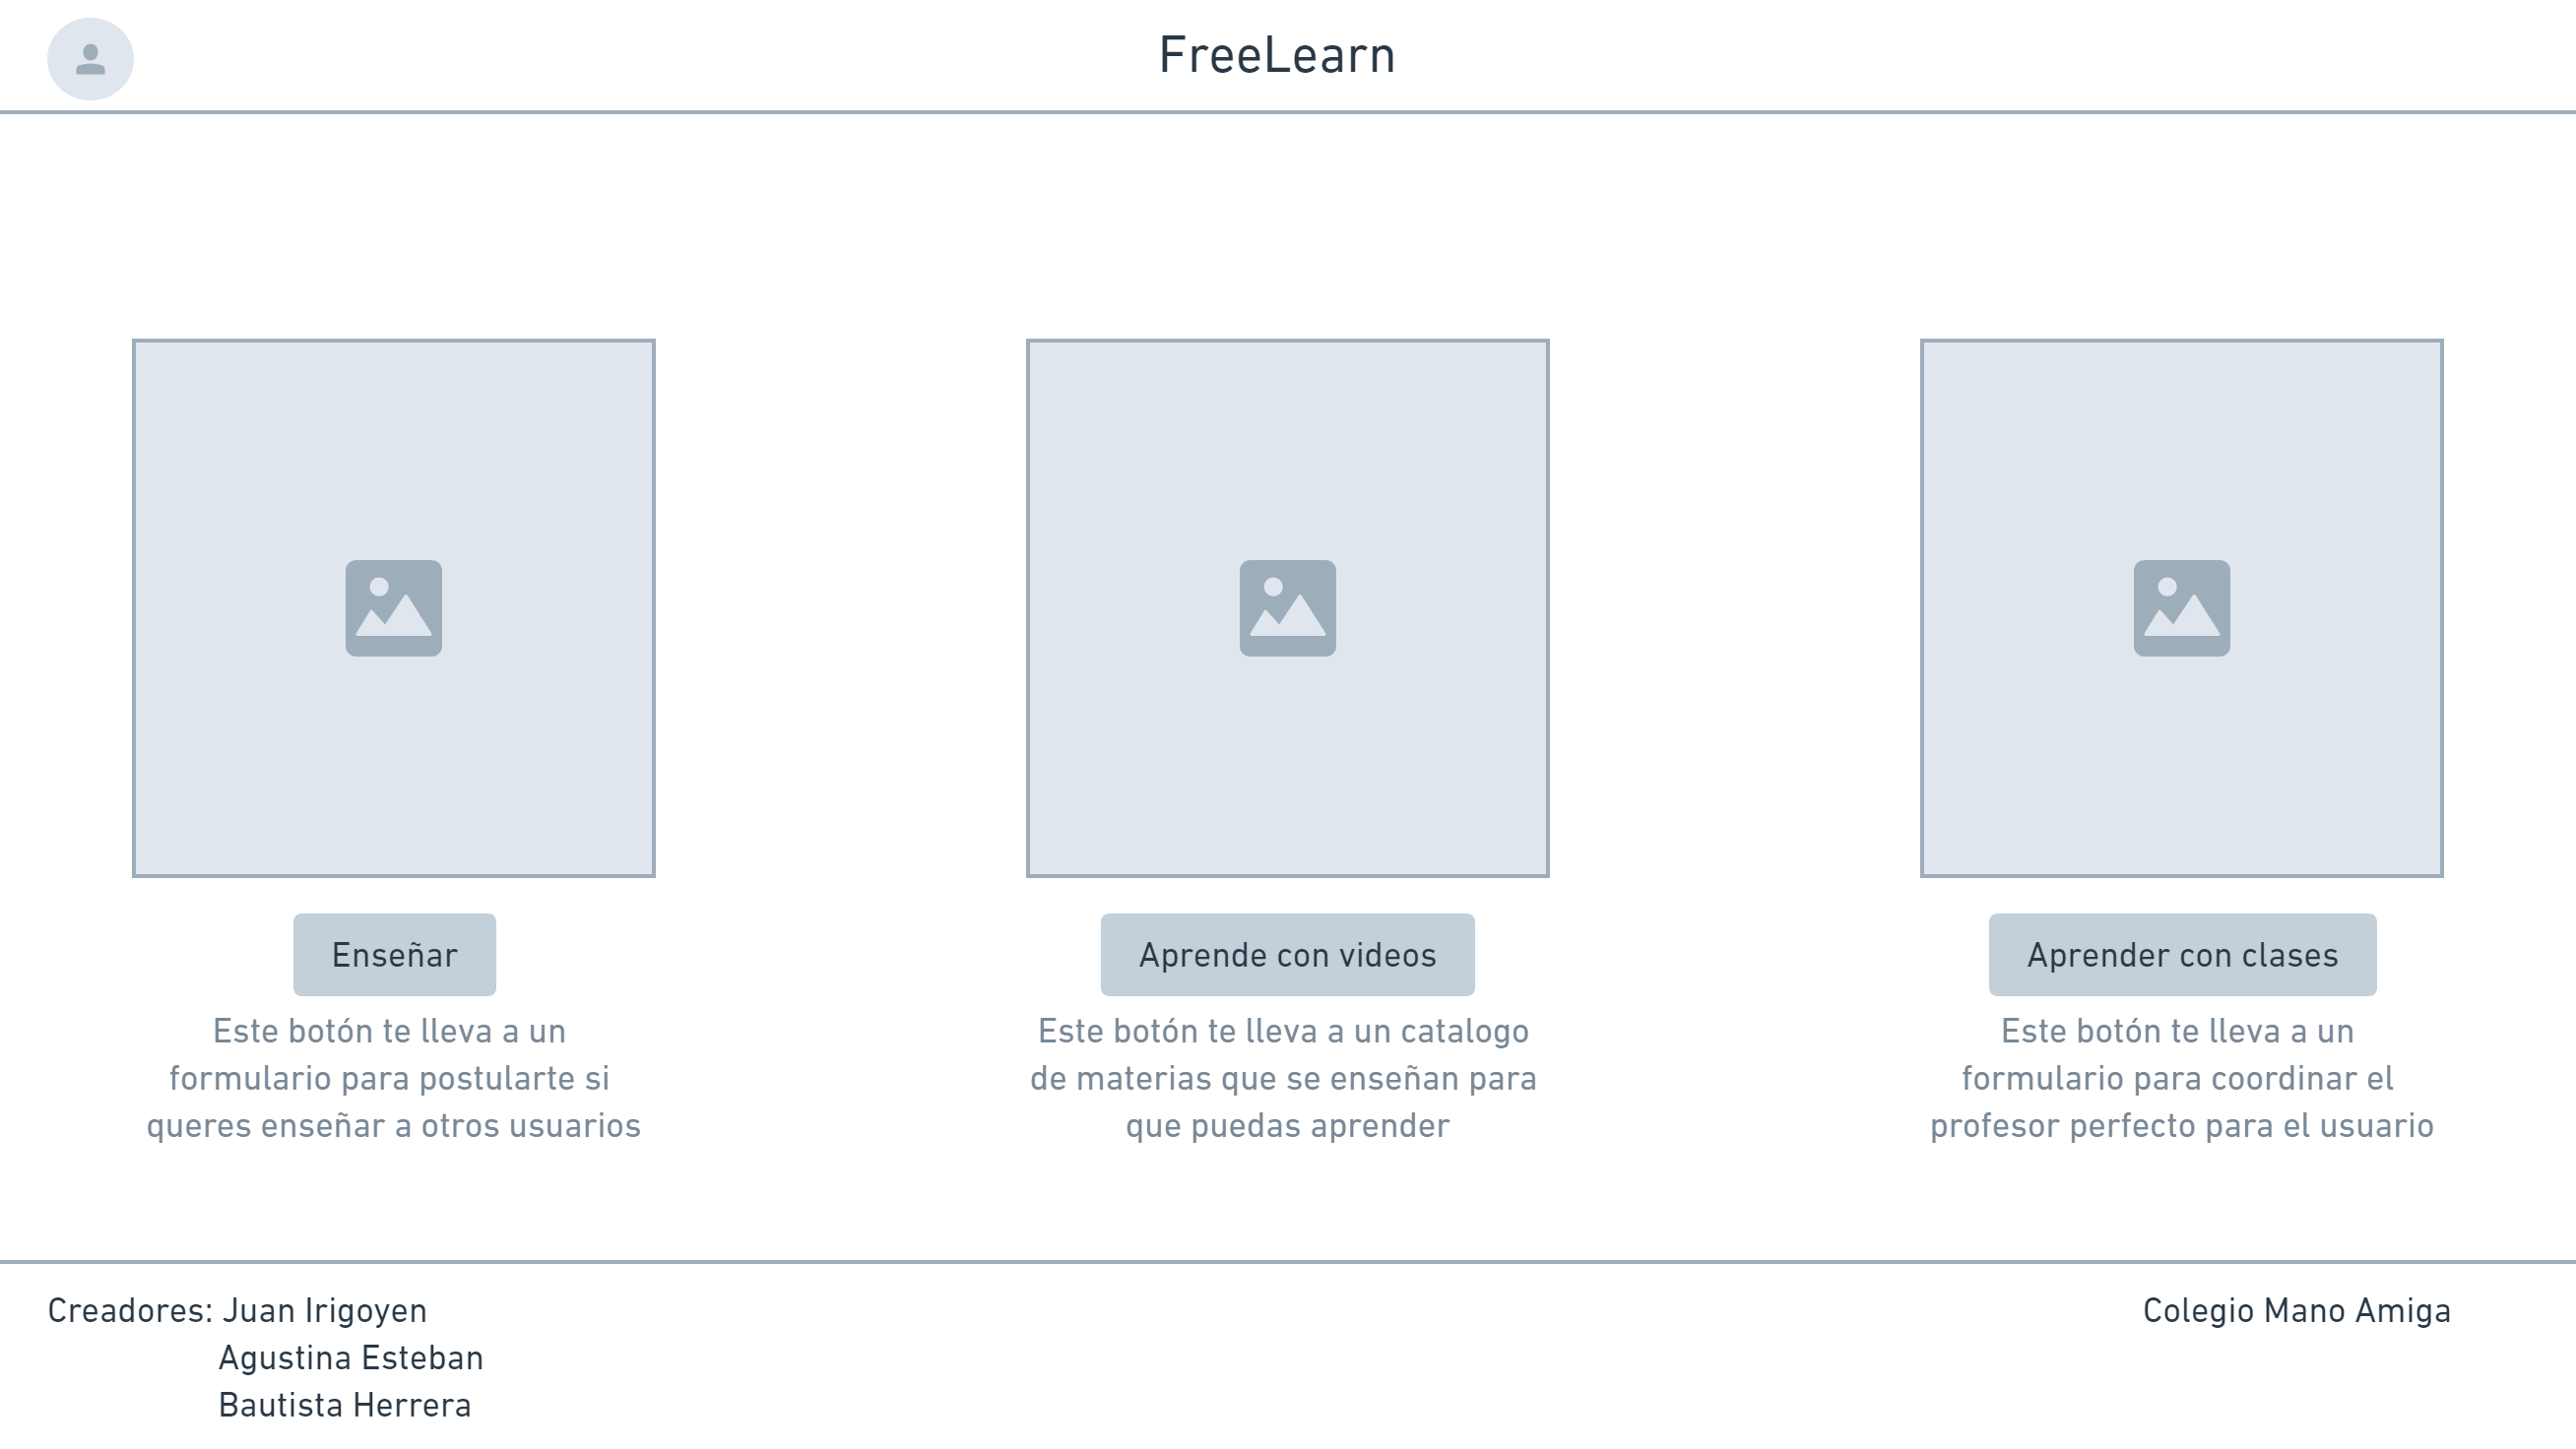 FreeLearn
Enseñar
Este botón te lleva a un
formulario para postularte si
queres enseñar a otros usuarios
Aprende con videos
Este botón te lleva a un catalogo
de materias que se enseñan para
que puedas aprender
Aprender con clases
Este botón te lleva a un
formulario para coordinar el
profesor perfecto para el usuario
Creadores: Juan Irigoyen
Agustina Esteban
Bautista Herrera
Colegio Mano Amiga